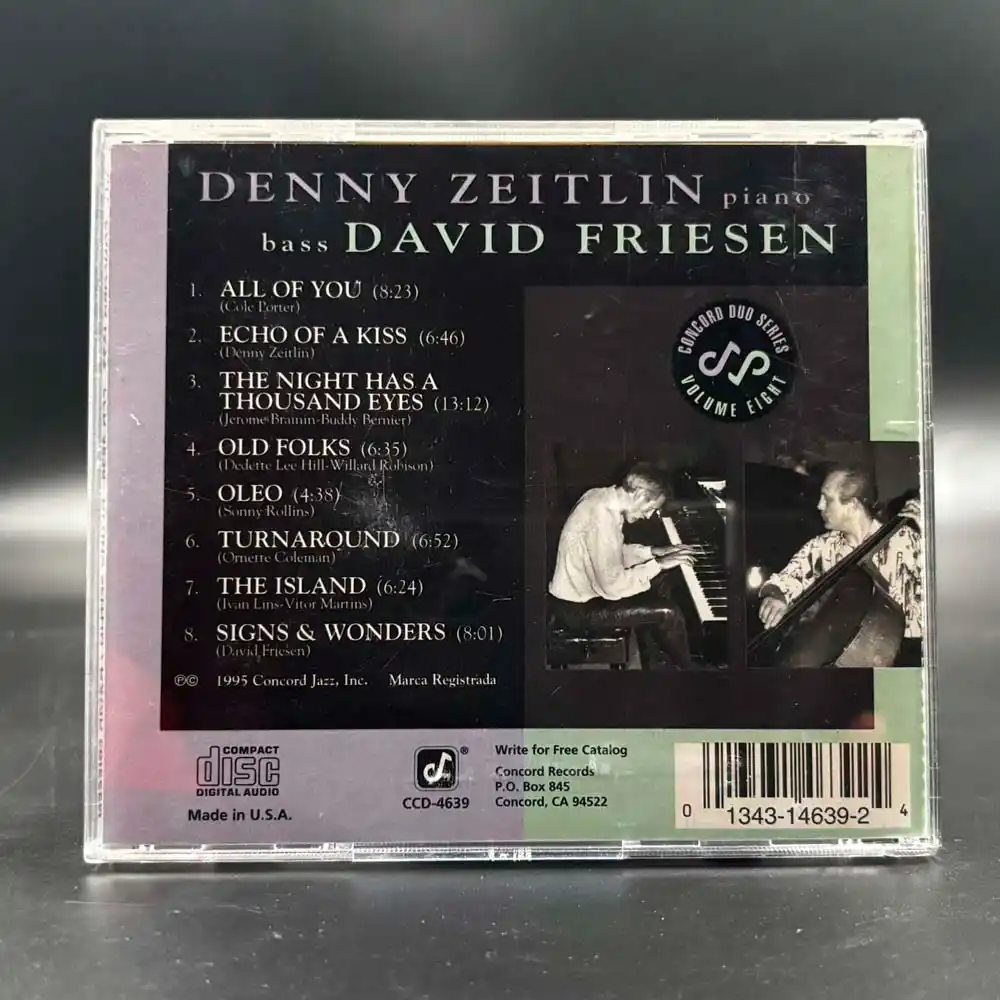 DENNY ZEITLIN piano
bass DAVID FRIESEN
1. ALL OF YOU (8:23)
(Cole Porter)
2. ECHO OF A KISS (6:46)
(Denny Zeitlin)
3. THE NIGHT HAS A
THOUSAND EYES (13:12)
(Jerome Brainin-Buddy Bernier)
4. OLD FOLKS (6:35)
(Dedette Lee Hill-Willard Robison)
5. OLEO (4:38)
(Sonny Rollins)
6. TURNAROUND (6:52)
(Ornette Coleman)
7. THE ISLAND (6:24)
(Ivan Lins-Vitor Martins)
8. SIGNS & WONDERS (8:01)
(David Friesen)
℗© 1995 Concord Jazz, Inc. Marca Registrada
CONCORD DUO SERIES
VOLUME EIGHT
COMPACT
disc
DIGITAL AUDIO
Made in U.S.A.
®
CCD-4639
Write for Free Catalog
Concord Records
P.O. Box 845
Concord, CA 94522
0 1343-14639-2 4